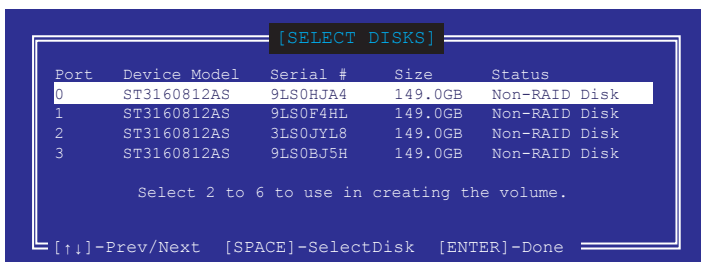 [SELECT DISKS]
Port Device Model Serial # Size Status
0 ST3160812AS 9LS0HJA4 149.0GB Non-RAID Disk
1 ST3160812AS 9LS0F4HL 149.0GB Non-RAID Disk
2 ST3160812AS 3LS0JYL8 149.0GB Non-RAID Disk
3 ST3160812AS 9LS0BJ5H 149.0GB Non-RAID Disk
Select 2 to 6 to use in creating the volume.
[↑↓]-Prev/Next [SPACE]-SelectDisk [ENTER]-Done